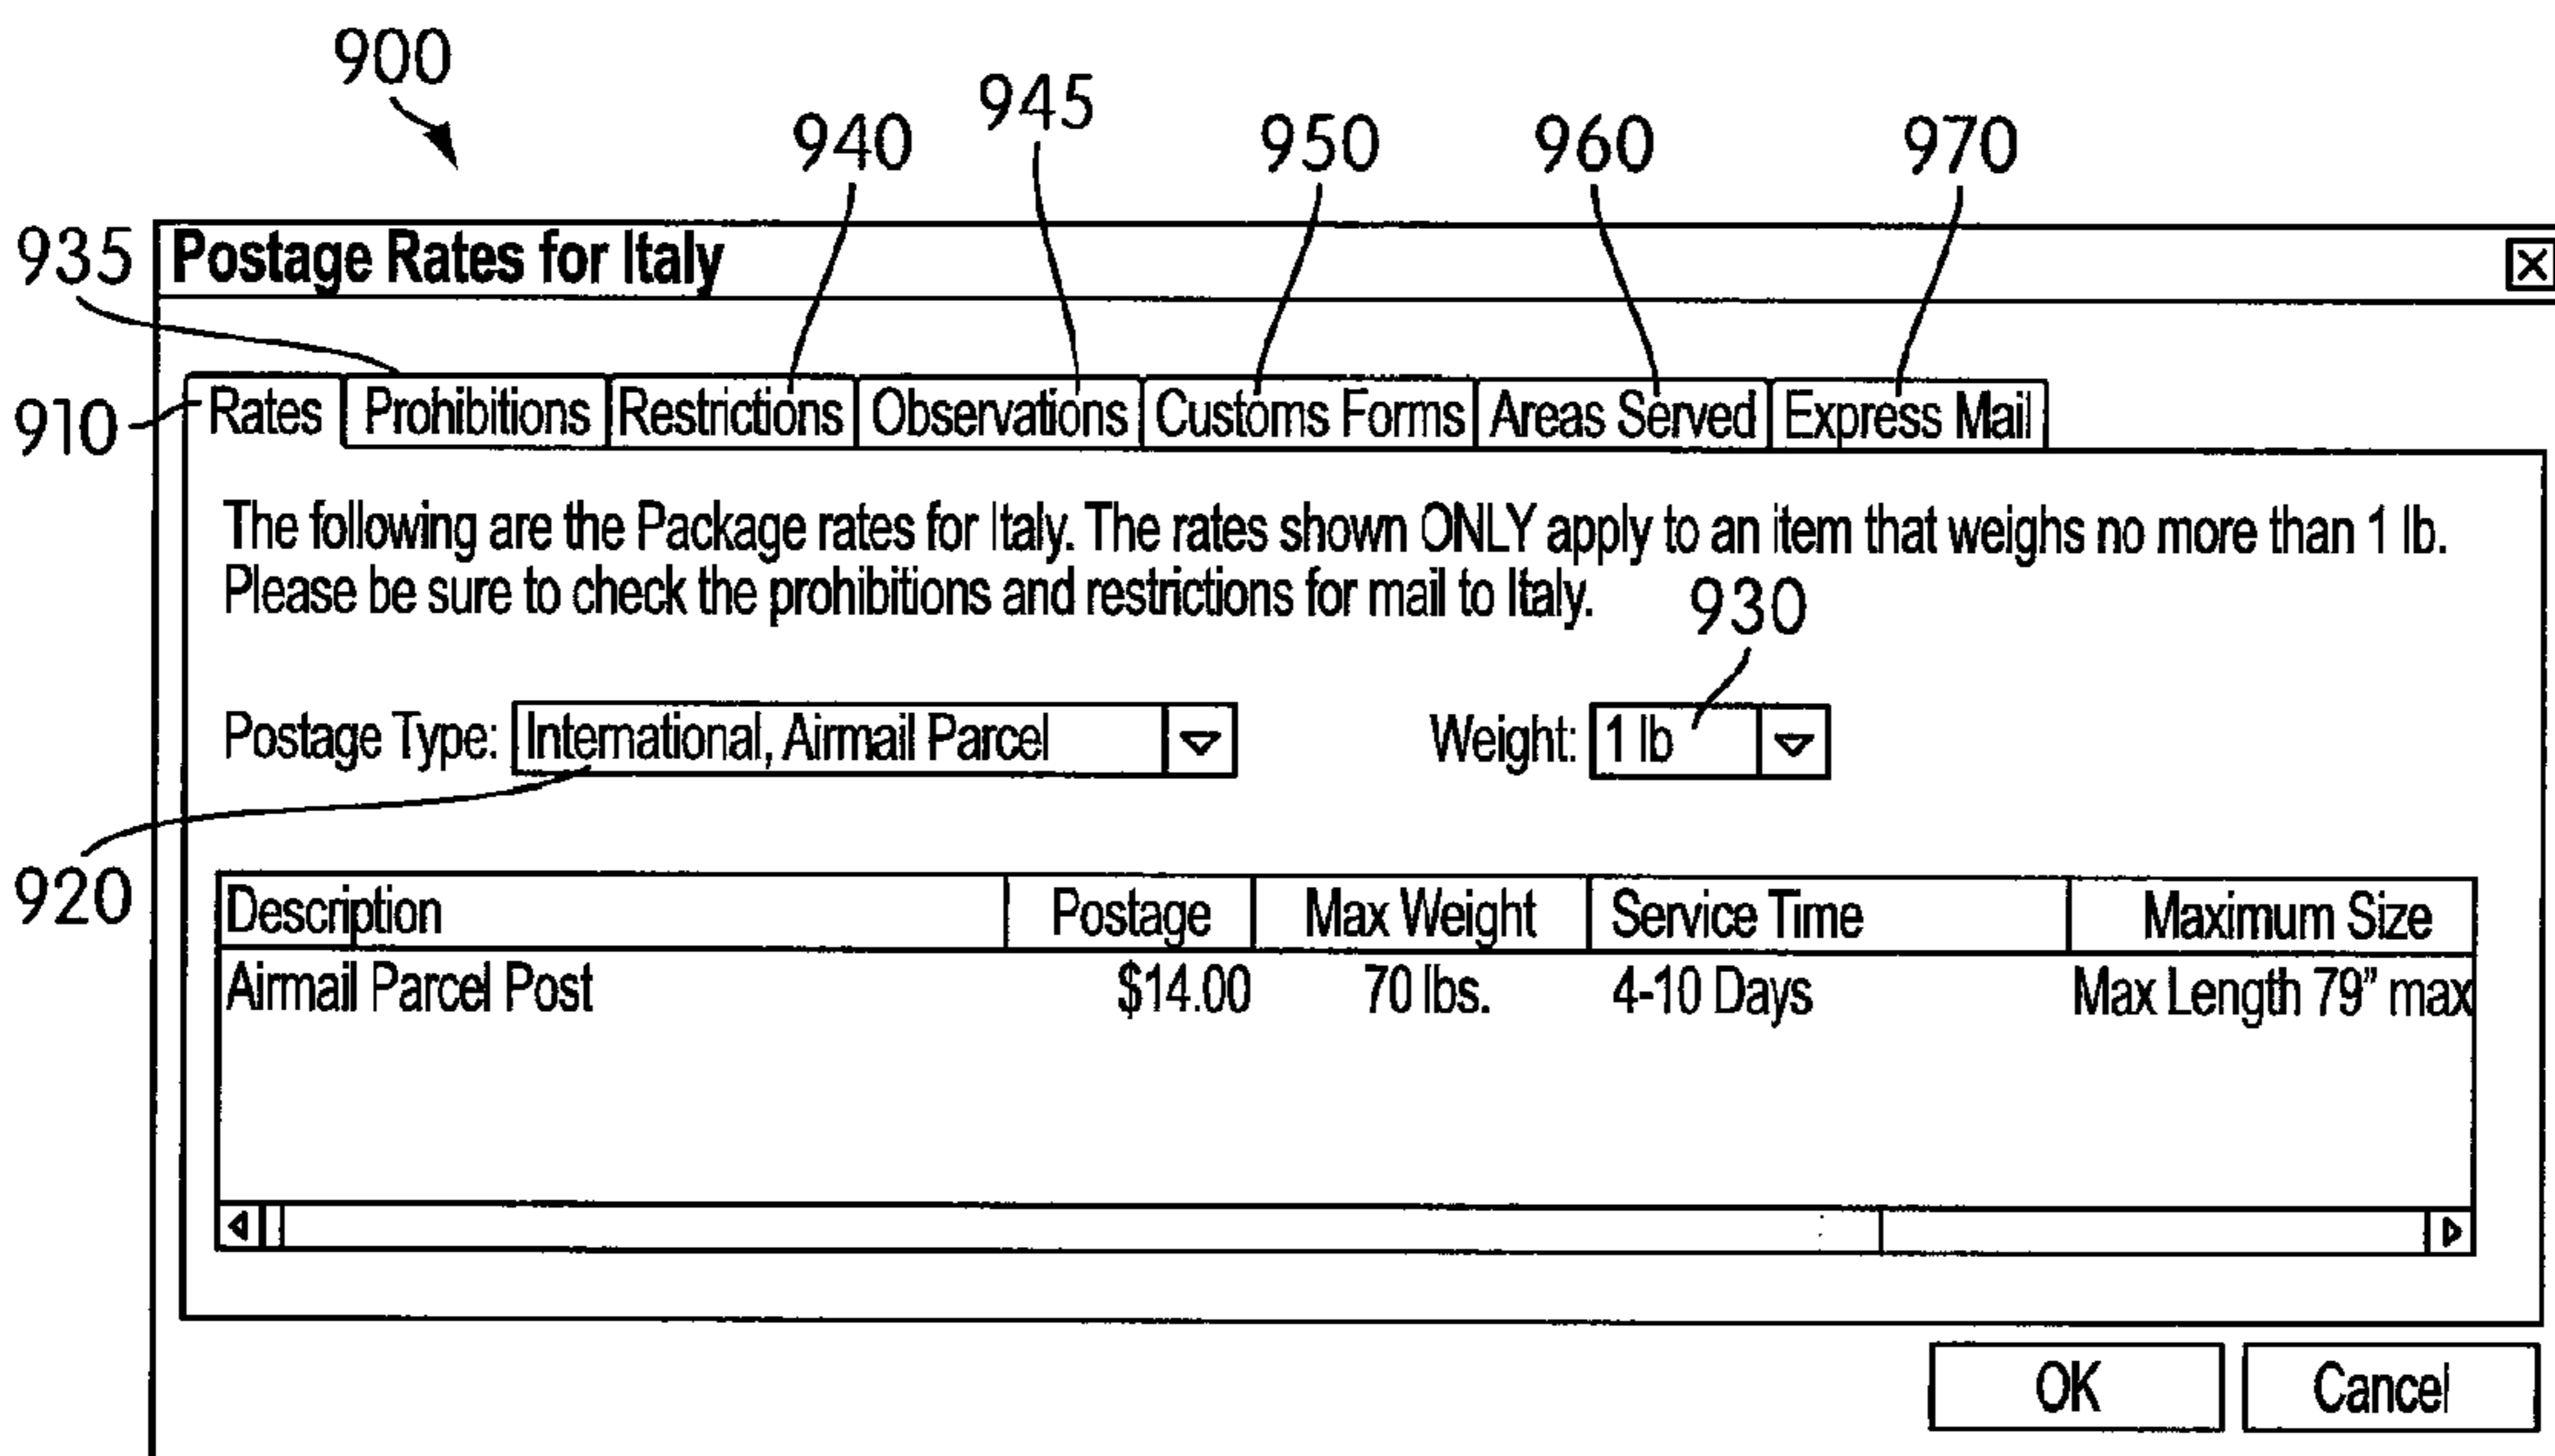 900
940 945 950 960 970
935 Postage Rates for Italy
910 Rates Prohibitions Restrictions Observations Customs Forms Areas Served Express Mail
The following are the Package rates for Italy. The rates shown ONLY apply to an item that weighs no more than 1 lb.
Please be sure to check the prohibitions and restrictions for mail to Italy.
930
Postage Type: International, Airmail Parcel Weight: 1 lb
920
Description Postage Max Weight Service Time Maximum Size
Airmail Parcel Post $14.00 70 lbs. 4-10 Days Max Length 79” max
OK Cancel